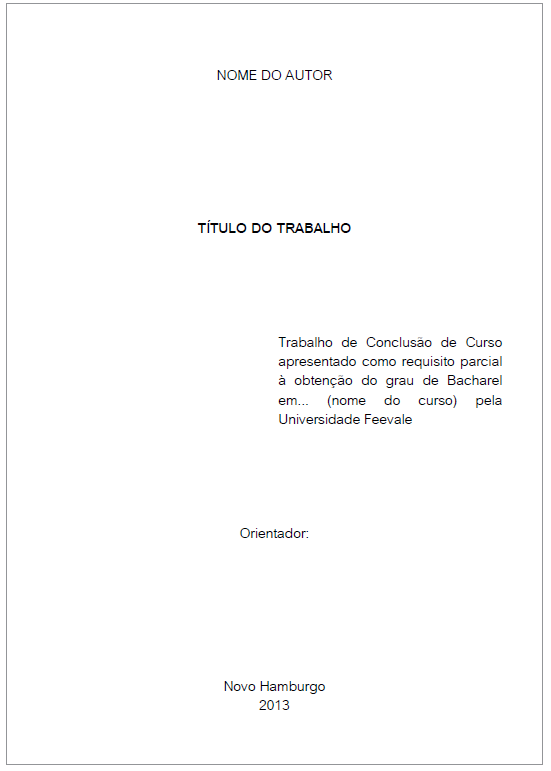 NOME DO AUTOR
TÍTULO DO TRABALHO
Trabalho de Conclusão de Curso
apresentado como requisito parcial
à obtenção do grau de Bacharel
em... (nome do curso) pela
Universidade Feevale
Orientador:
Novo Hamburgo
2013